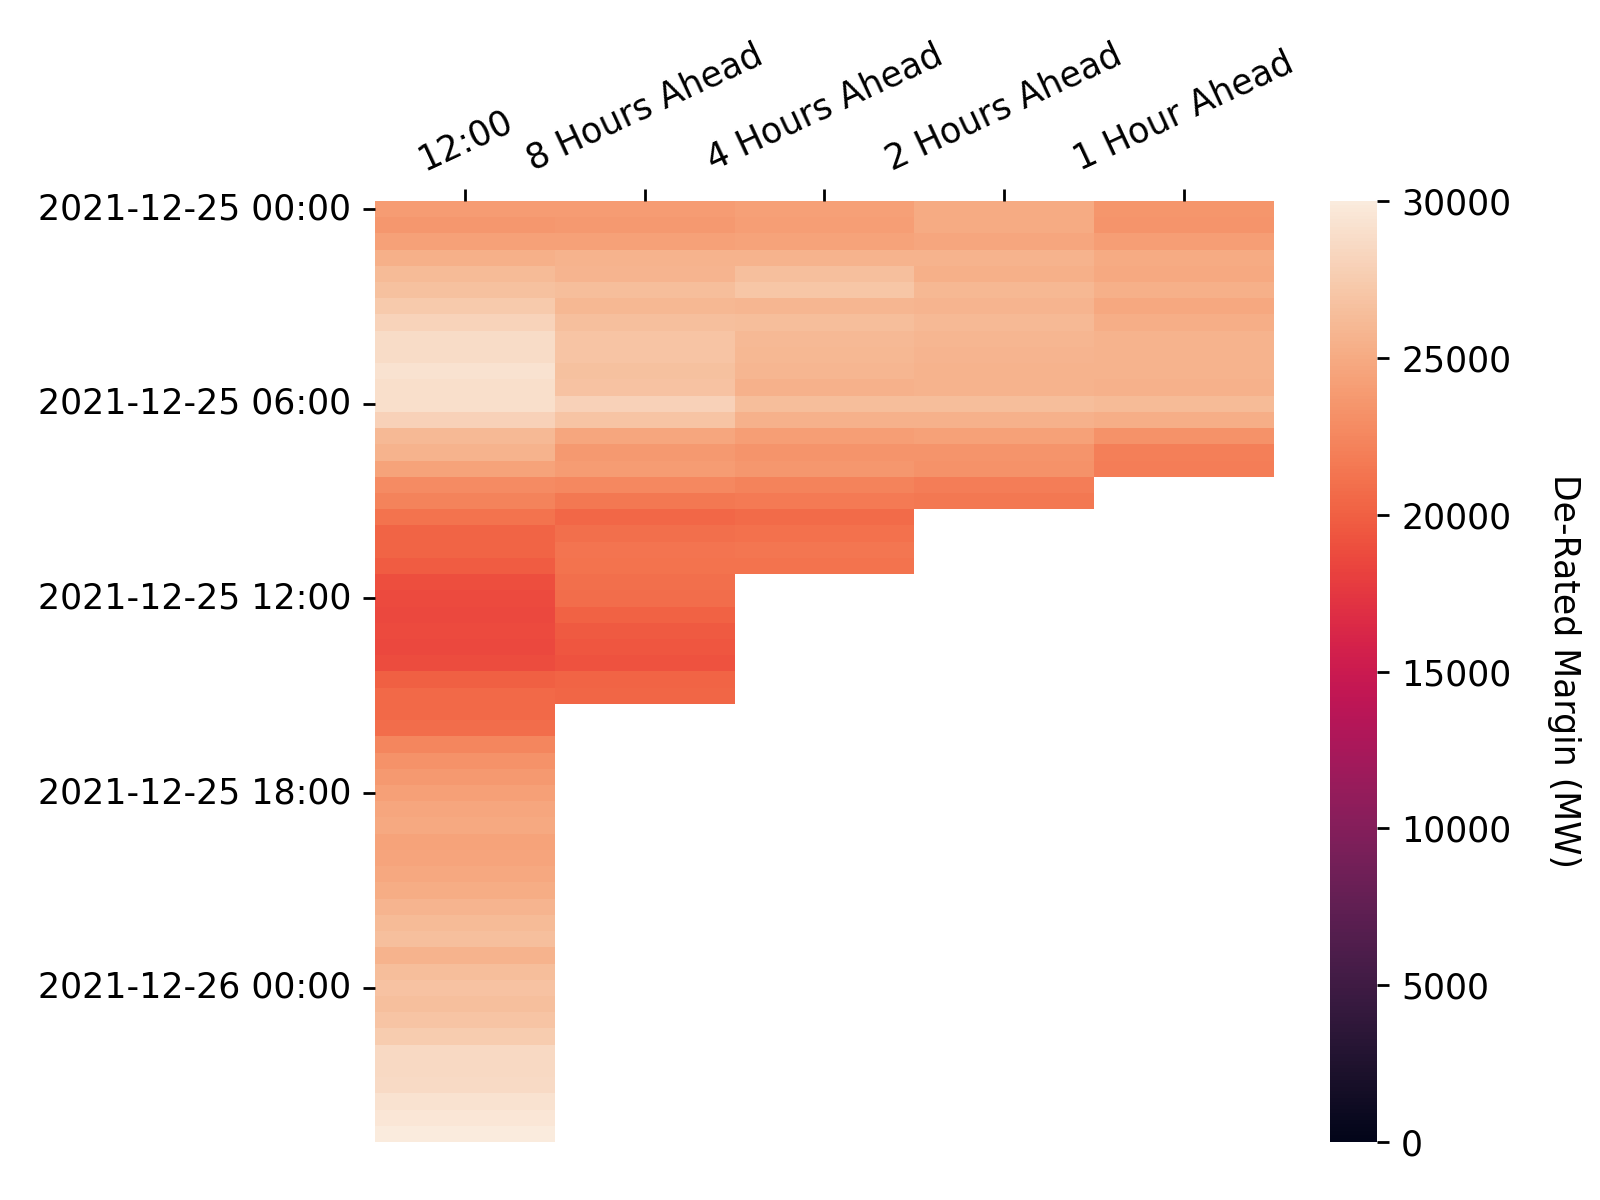 12:00
8 Hours Ahead
4 Hours Ahead
2 Hours Ahead
1 Hour Ahead
2021-12-25 00:00
2021-12-25 06:00
2021-12-25 12:00
2021-12-25 18:00
2021-12-26 00:00
30000
25000
20000
15000
10000
5000
0
De-Rated Margin (MW)